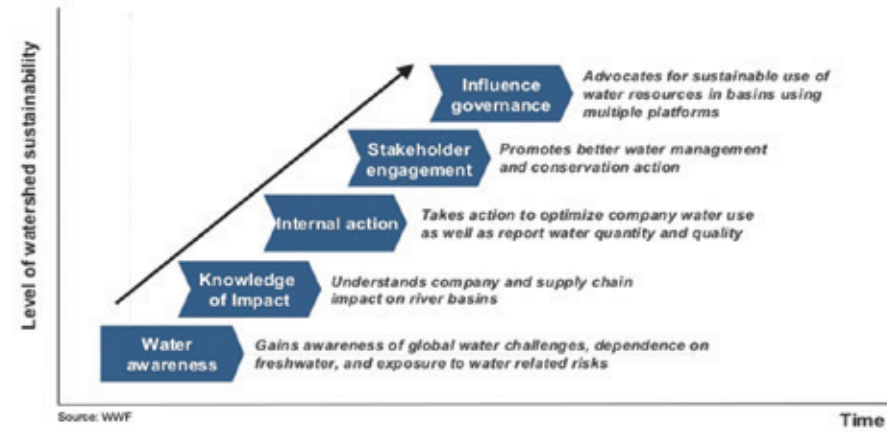 Level of watershed sustainability
Influence
governance
Advocates for sustainable use of
water resources in basins using
multiple platforms
Stakeholder
engagement
Promotes better water management
and conservation action
Internal action
Takes action to optimize company water use
as well as report water quantity and quality
Knowledge
of Impact
Understands company and supply chain
impact on river basins
Water
awareness
Gains awareness of global water challenges, dependence on
freshwater, and exposure to water related risks
Source: WWF
Time